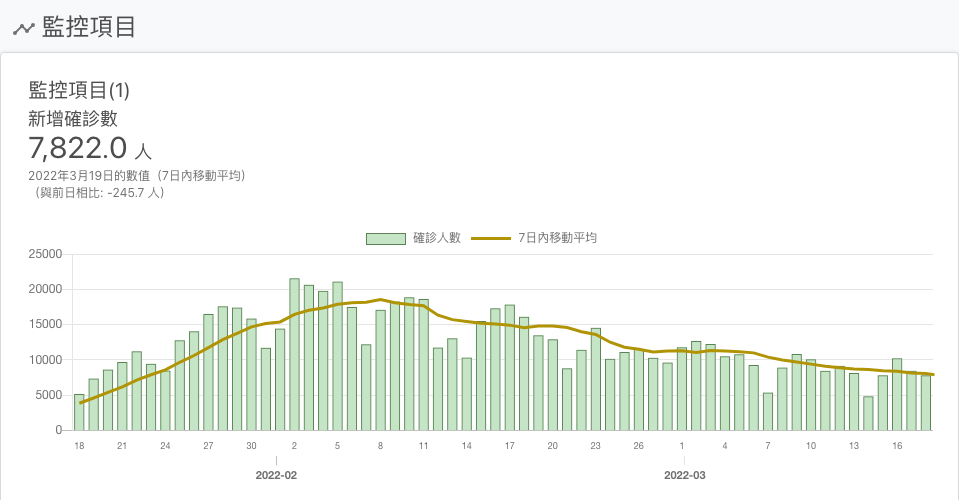 監控項目
監控項目(1)
新增確診數
7,822.0 人
2022年3月19日的數值（7日內移動平均）
（與前日相比: -245.7 人）
確診人數 7日內移動平均
25000
20000
15000
10000
5000
0
18 21 24 27 30 2 5 8 11 14 17 20 23 26 1 4 7 10 13 16
2022-02 2022-03